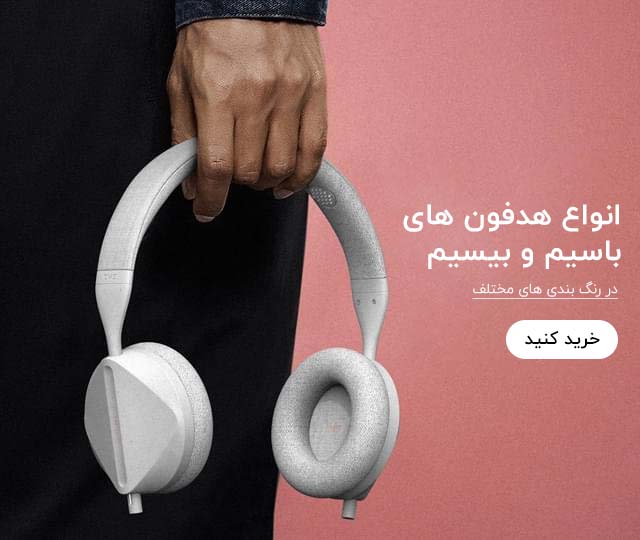 انواع هدفون های
باسیم و بیسیم
در رنگ بندی های مختلف
خرید کنید